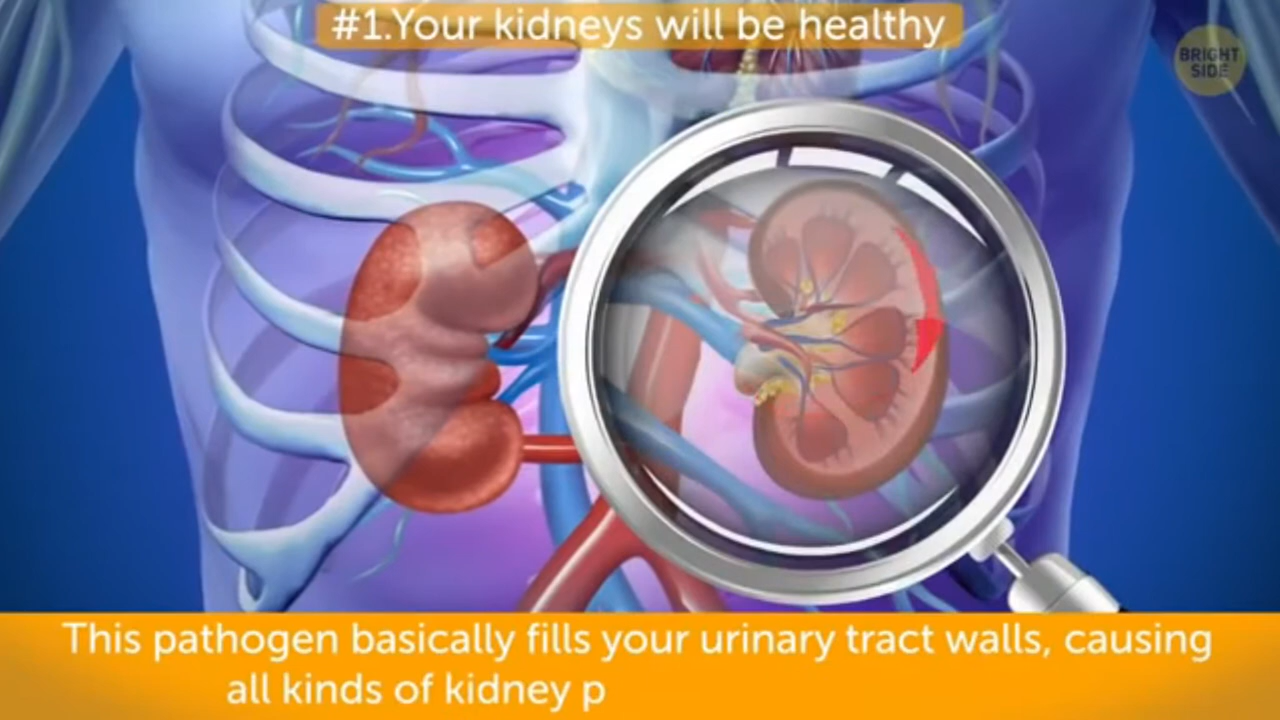 #1.Your kidneys will be healthy
BRIGHT
SIDE
This pathogen basically fills your urinary tract walls, causing
all kinds of kidney p